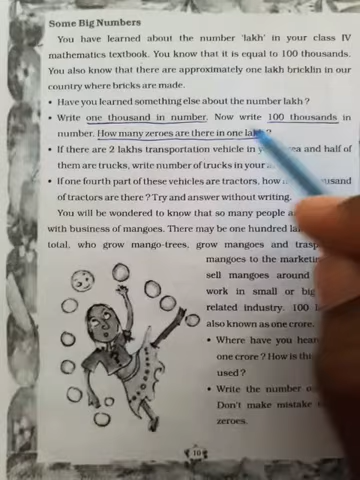 Some Big Numbers
You have learned about the number 'lakh' in your class IV
mathematics textbook. You know that it is equal to 100 thousands.
You also know that there are approximately one lakh bricklin in our
country where bricks are made.
• Have you learned something else about the number lakh ?
• Write one thousand in number. Now write 100 thousands in
number. How many zeroes are there in one lakh ?
• If there are 2 lakhs transportation vehicle in and half of
them are trucks, write number of trucks in your
• If one fourth part of these vehicles are tractors, how
of tractors are there ? Try and answer without writing.
You will be wondered to know that so many people
with business of mangoes. There may be one hundred
total, who grow mango-trees, grow mangoes and
mangoes to the
sell mangoes around
work in small or big
related industry. 100
also known as one crore.
• Where have you
one crore ? How is
used ?
• Write the number
Don't make mistake
zeroes.
10